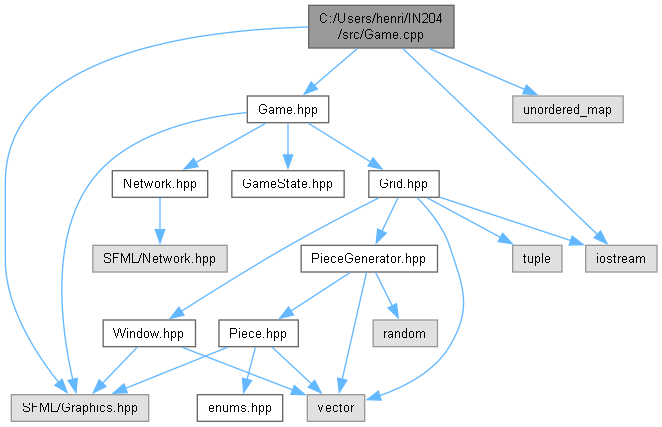 C:/Users/henri/IN204
/src/Game.cpp
Game.hpp
unordered_map
Network.hpp
GameState.hpp
Grid.hpp
SFML/Network.hpp
PieceGenerator.hpp
tuple
iostream
Window.hpp
Piece.hpp
random
SFML/Graphics.hpp
enums.hpp
vector